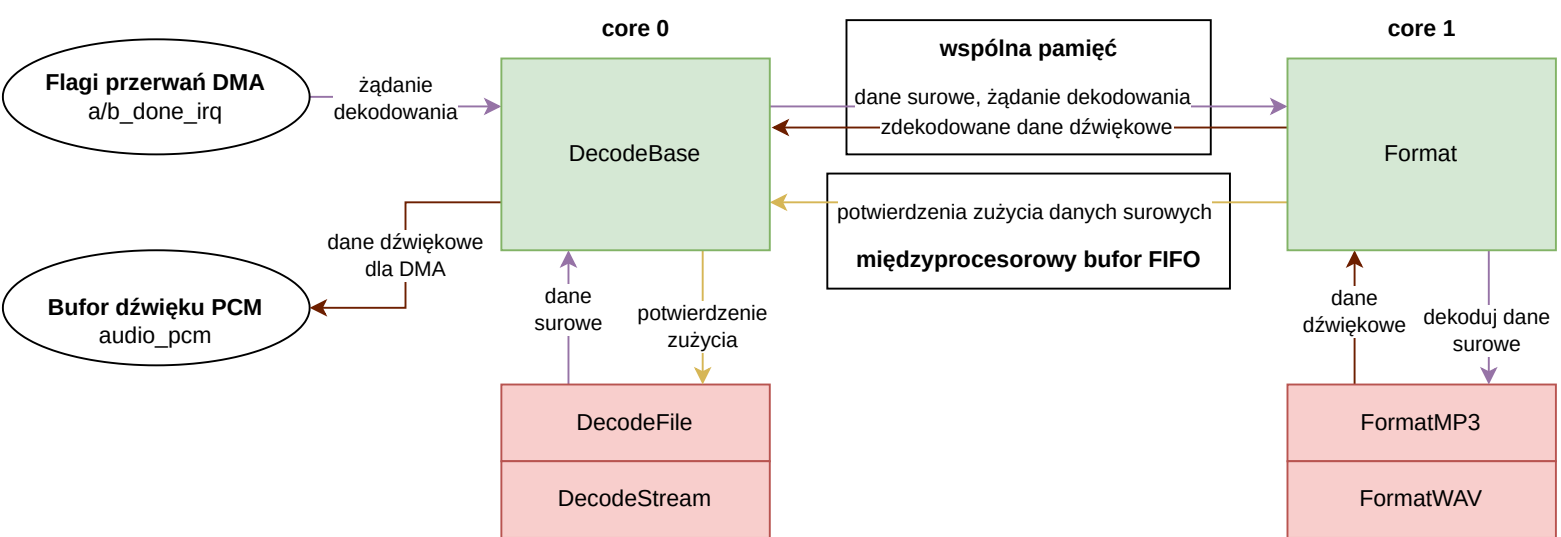 core 0
core 1
wspólna pamięć
Flagi przerwań DMA
a/b_done_irq
żądanie
dekodowania
dane surowe, żądanie dekodowania
zdekodowane dane dźwiękowe
DecodeBase
Format
potwierdzenia zużycia danych surowych
międzyprocesorowy bufor FIFO
dane dźwiękowe
dla DMA
Bufor dźwięku PCM
audio_pcm
dane
surowe
potwierdzenie
zużycia
dane
dźwiękowe
dekoduj dane
surowe
DecodeFile
DecodeStream
FormatMP3
FormatWAV